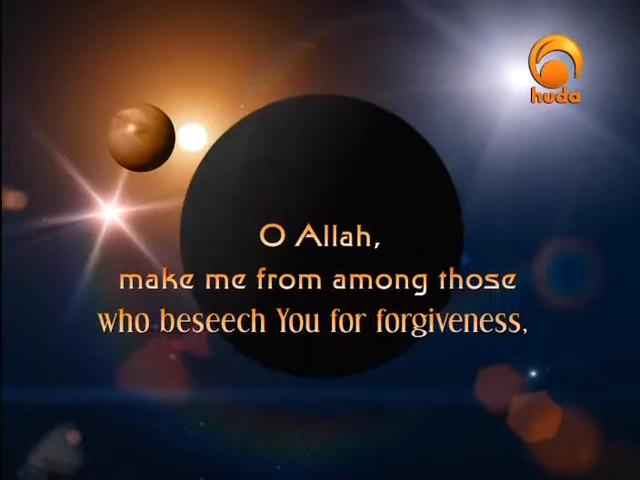 huda
O Allah,
make me from among those
who beseech You for forgiveness,